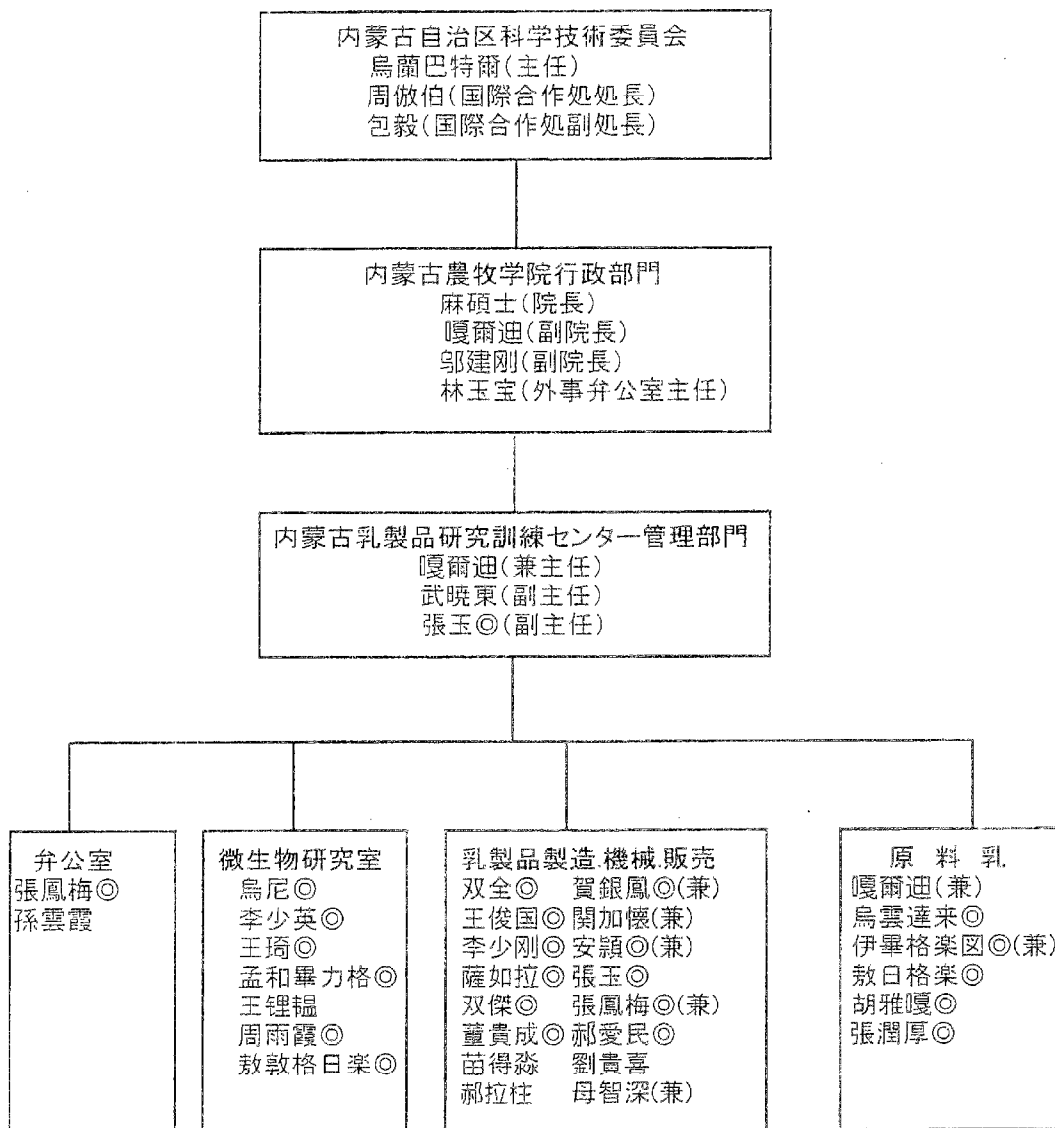 内蒙古自治区科学技術委員会
烏蘭巴特爾(主任)
周倣伯(国際合作処処長)
包毅(国際合作処副処長)
内蒙古農牧学院行政部門
麻碩士(院長)
嘎爾迪(副院長)
邬建刚(副院長)
林玉宝(外事弁公室主任)
内蒙古乳製品研究訓練センター管理部門
嘎爾迪(兼主任)
武暁東(副主任)
張玉◎(副主任)
弁公室
張鳳梅◎
孫雲霞
微生物研究室
烏尼◎
李少英◎
王琦◎
孟和畢力格◎
王锂韫
周雨霞◎
敖敦格日楽◎
乳製品製造.機械.販売
双全◎ 賀銀鳳◎(兼)
王俊国◎ 関加懐(兼)
李少刚◎ 安頴◎(兼)
薩如拉◎ 張玉◎
双傑◎ 張鳳梅◎(兼)
薹貴成◎ 郝愛民◎
苗得淼 劉貴喜
郝拉柱 母智深(兼)
原 料 乳
嘎爾迪(兼)
烏雲達来◎
伊畢格楽図◎(兼)
敖日格楽◎
胡雅嘎◎
張潤厚◎